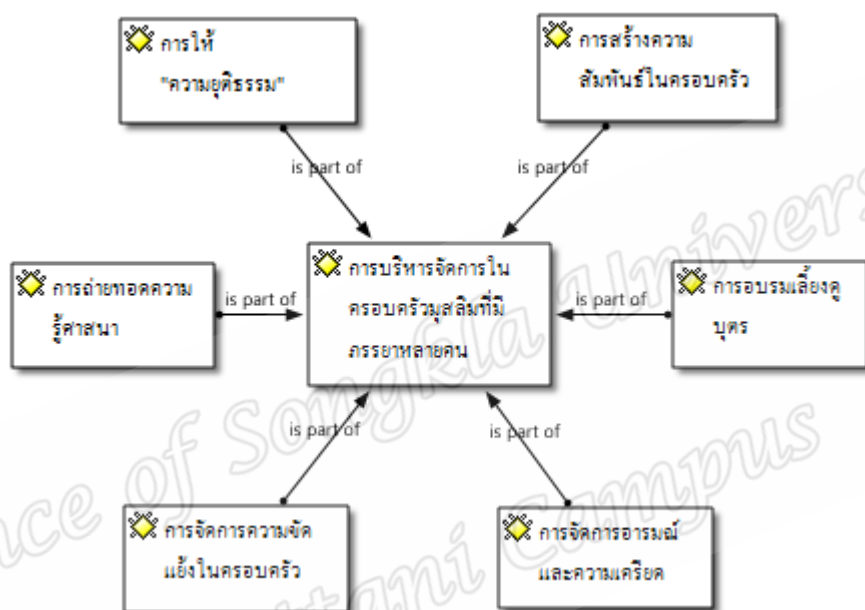 การให้
"ความยุติธรรม"
การสร้างความ
สัมพันธ์ในครอบครัว
is part of
is part of
การถ่ายทอดความ
รู้ศาสนา
is part of
การบริหารจัดการใน
ครอบครัวมุสลิมที่มี
ภรรยาหลายคน
is part of
การอบรมเลี้ยงดู
บุตร
is part of
is part of
การจัดการความขัด
แย้งในครอบครัว
การจัดการอารมณ์
และความเครียด
nce of Songkla Univers
ttani Campus